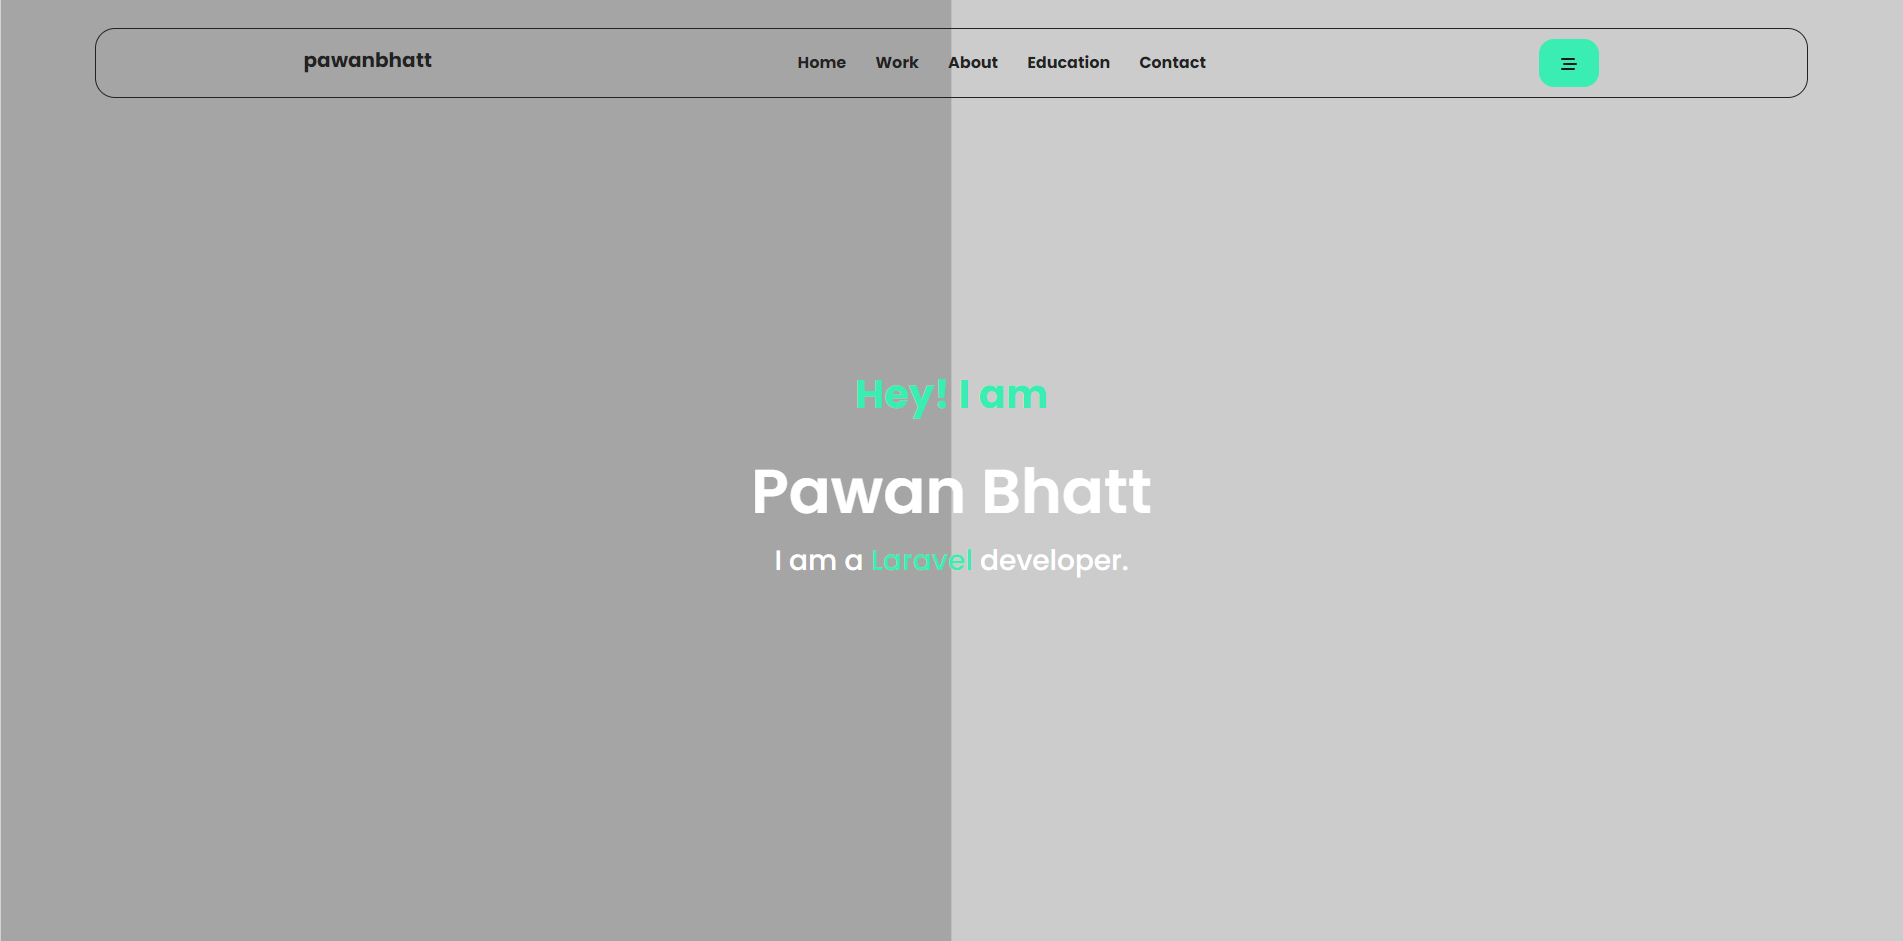 pawanbhatt
Home Work About Education Contact
Hey! I am
Pawan Bhatt
I am a Laravel developer.